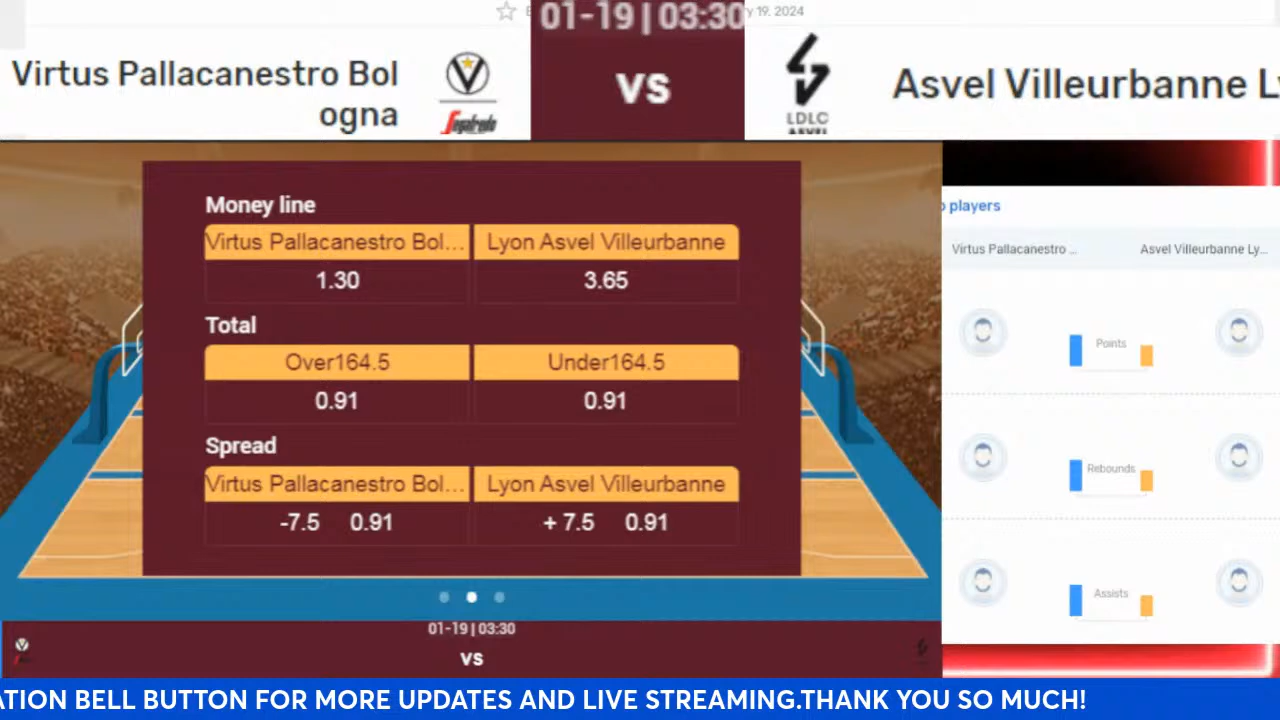 01-19 | 03:30
y 19. 2024
Virtus Pallacanestro Bol
ogna
Segafredo
vs
LDLC
ASVEL
Asvel Villeurbanne Ly
Money line
Virtus Pallacanestro Bol...
Lyon Asvel Villeurbanne
1.30
3.65
Total
Over164.5
Under164.5
0.91
0.91
Spread
Virtus Pallacanestro Bol...
Lyon Asvel Villeurbanne
-7.5 0.91
+ 7.5 0.91
players
Virtus Pallacanestro ...
Asvel Villeurbanne Ly...
Points
Rebounds
Assists
01-19 | 03:30
vs
ATION BELL BUTTON FOR MORE UPDATES AND LIVE STREAMING.THANK YOU SO MUCH!